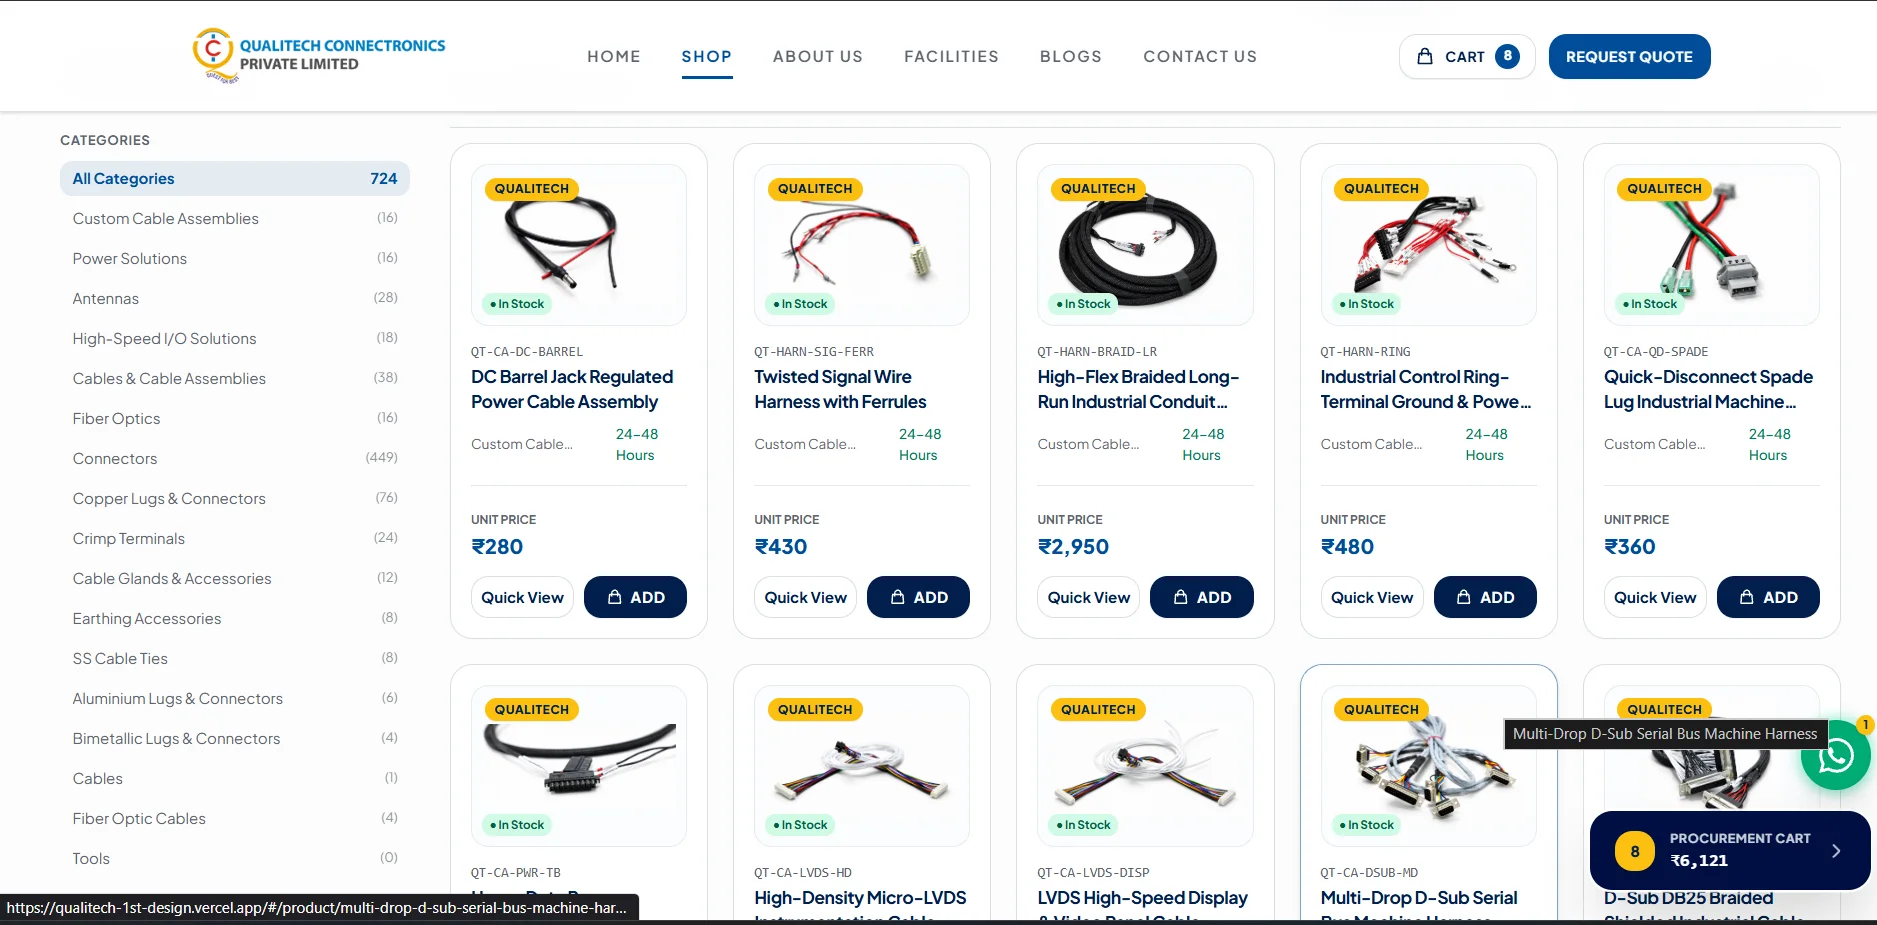 QUALITECH CONNECTRONICS
PRIVATE LIMITED
HOME
SHOP
ABOUT US
FACILITIES
BLOGS
CONTACT US
CART 8
REQUEST QUOTE
CATEGORIES
All Categories 724
Custom Cable Assemblies (16)
Power Solutions (16)
Antennas (28)
High-Speed I/O Solutions (18)
Cables & Cable Assemblies (38)
Fiber Optics (16)
Connectors (449)
Copper Lugs & Connectors (76)
Crimp Terminals (24)
Cable Glands & Accessories (12)
Earthing Accessories (8)
SS Cable Ties (8)
Aluminium Lugs & Connectors (6)
Bimetallic Lugs & Connectors (4)
Cables (1)
Fiber Optic Cables (4)
Tools (0)
QUALITECH
In Stock
QT-CA-DC-BARREL
DC Barrel Jack Regulated
Power Cable Assembly
Custom Cable...
24–48
Hours
UNIT PRICE
₹280
Quick View
ADD
QUALITECH
In Stock
QT-HARN-SIG-FERR
Twisted Signal Wire
Harness with Ferrules
Custom Cable...
24–48
Hours
UNIT PRICE
₹430
Quick View
ADD
QUALITECH
In Stock
QT-HARN-BRAID-LR
High-Flex Braided Long-
Run Industrial Conduit...
Custom Cable...
24–48
Hours
UNIT PRICE
₹2,950
Quick View
ADD
QUALITECH
In Stock
QT-HARN-RING
Industrial Control Ring-
Terminal Ground & Powe...
Custom Cable...
24–48
Hours
UNIT PRICE
₹480
Quick View
ADD
QUALITECH
In Stock
QT-CA-QD-SPADE
Quick-Disconnect Spade
Lug Industrial Machine...
Custom Cable...
24–48
Hours
UNIT PRICE
₹360
Quick View
ADD
QUALITECH
In Stock
QT-CA-PWR-TB
QUALITECH
In Stock
QT-CA-LVDS-HD
High-Density Micro-LVDS
Instrumentation Cable
QUALITECH
In Stock
QT-CA-LVDS-DISP
LVDS High-Speed Display
& Video Panel Cable
QUALITECH
In Stock
QT-CA-DSUB-MD
Multi-Drop D-Sub Serial
Bus Machine Harness
QUALITECH
Multi-Drop D-Sub Serial Bus Machine Harness
1
8
PROCUREMENT CART
₹6,121
D-Sub DB25 Braided
Shielded Industrial Cable
https://qualitech-1st-design.vercel.app/#/product/multi-drop-d-sub-serial-bus-machine-har...